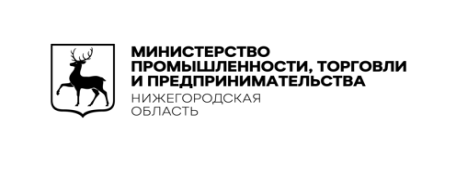 МИНИСТЕРСТВО
ПРОМЫШЛЕННОСТИ, ТОРГОВЛИ
И ПРЕДПРИНИМАТЕЛЬСТВА
НИЖЕГОРОДСКАЯ
ОБЛАСТЬ